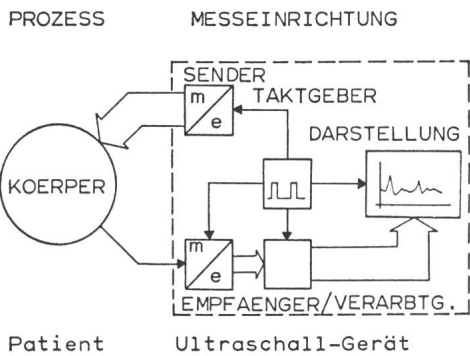 PROZESS MESSEINRICHTUNG
SENDER
m
e
TAKTGEBER
DARSTELLUNG
KOERPER
m
e
EMPFAENGER/VERARBTG.
Patient Ultraschall-Gerät